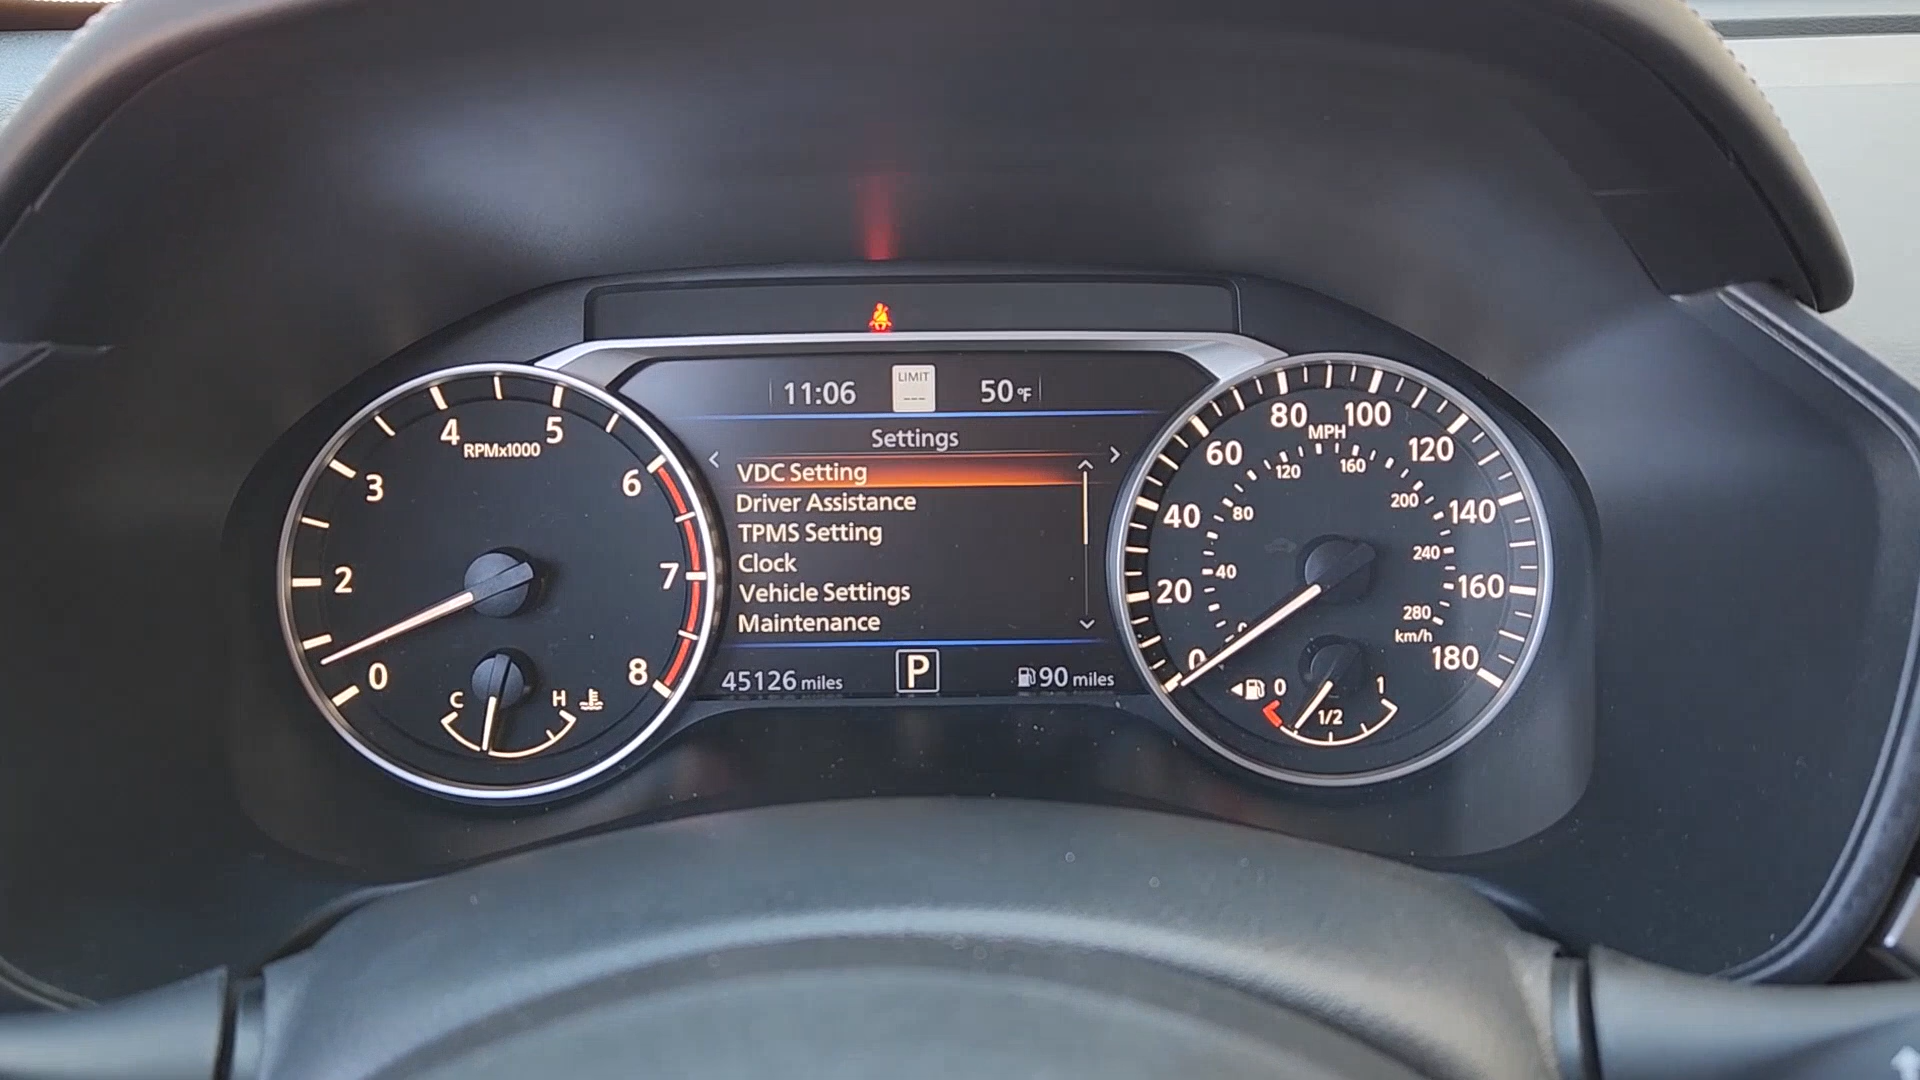 11:06
LIMIT
---
50°F
Settings
VDC Setting
Driver Assistance
TPMS Setting
Clock
Vehicle Settings
Maintenance
45126 miles
P
90 miles
0
2
3
4
5
6
7
8
RPMx1000
C
H
0
20
40
60
80
100
120
140
160
180
MPH
0
40
80
120
160
200
240
280
km/h
0
1/2
1